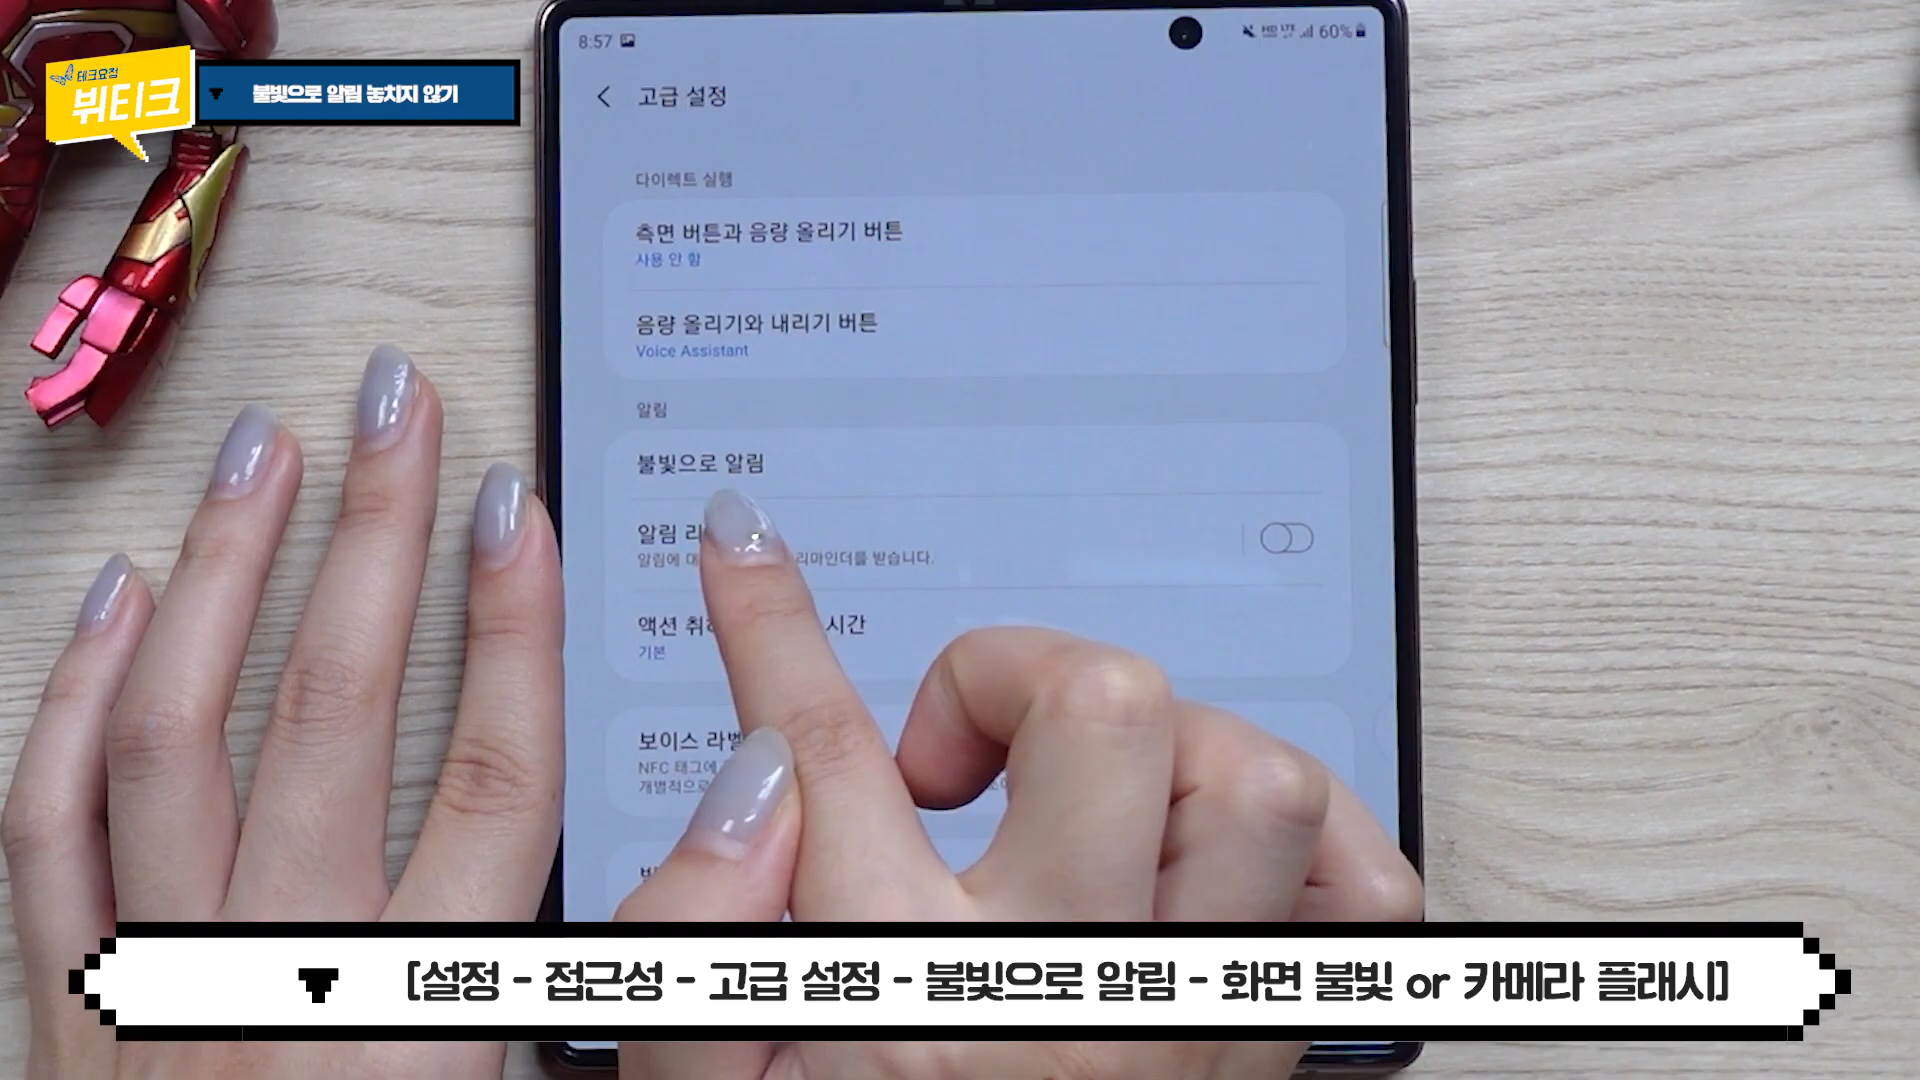 테크요정
뷰티크
불빛으로 알림 놓치지 않기
8:57
HD LTE 60%
고급 설정
다이렉트 실행
측면 버튼과 음량 올리기 버튼
사용 안 함
음량 올리기와 내리기 버튼
Voice Assistant
알림
불빛으로 알림
알림
알림에 리마인더를 받습니다.
액션 시간
기본
보이스
NFC 태그에
개별적으로
[설정 - 접근성 - 고급 설정 - 불빛으로 알림 - 화면 불빛 or 카메라 플래시]